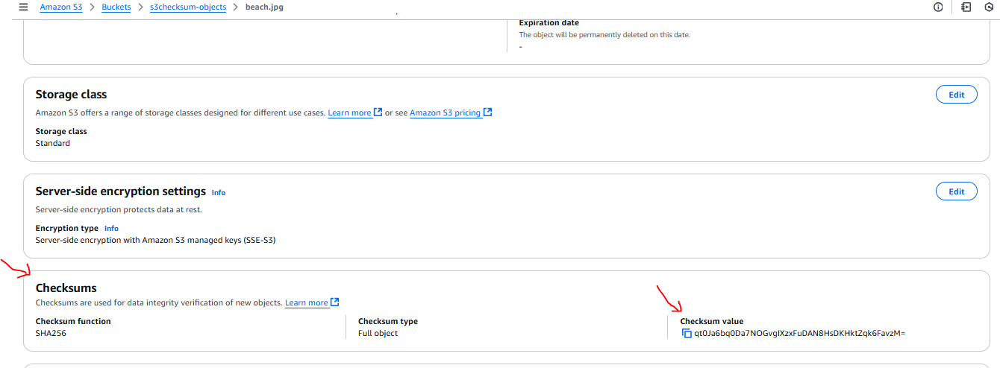 Amazon S3 > Buckets > s3checksum-objects > beach.jpg
Expiration date
The object will be permanently deleted on this date.
-
Storage class
Edit
Amazon S3 offers a range of storage classes designed for different use cases. Learn more or see Amazon S3 pricing
Storage class
Standard
Server-side encryption settings Info
Edit
Server-side encryption protects data at rest.
Encryption type Info
Server-side encryption with Amazon S3 managed keys (SSE-S3)
Checksums
Checksums are used for data integrity verification of new objects. Learn more
Checksum function
SHA256
Checksum type
Full object
Checksum value
qt0Ja6bq0Da7NOGvgIXzxFuDAN8HsDKHktZqk6FavzM=